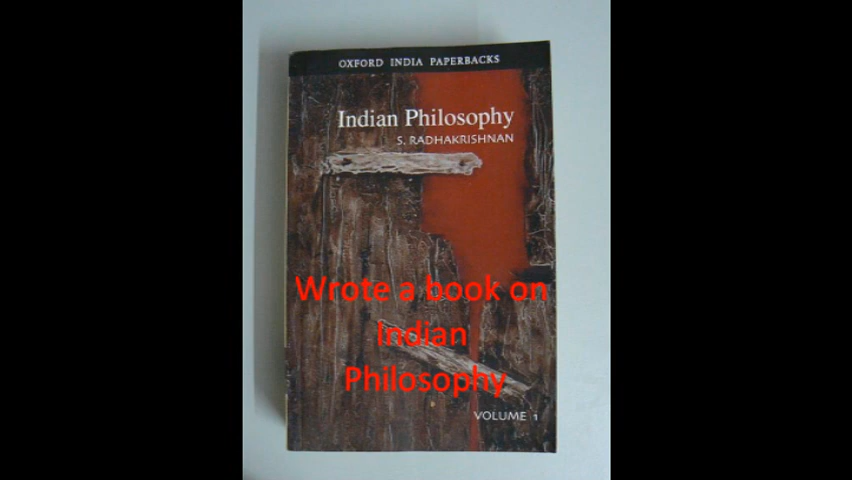 OXFORD INDIA PAPERBACKS
Indian Philosophy
S. RADHAKRISHNAN
Wrote a book on
Indian
Philosophy
VOLUME 1